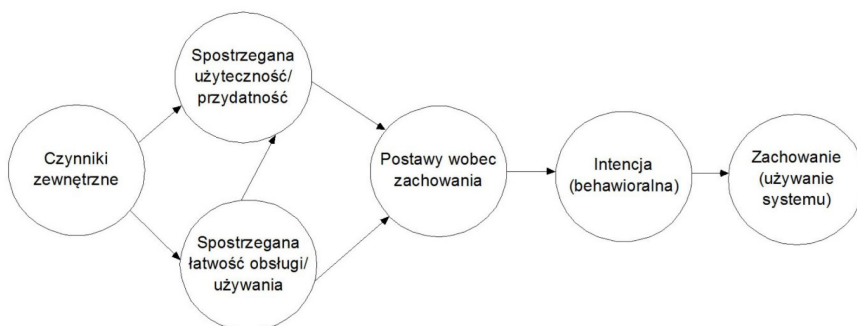 Spostrzegana
użyteczność/
przydatność
Czynniki
zewnętrzne
Spostrzegana
łatwość obsługi/
używania
Postawy wobec
zachowania
Intencja
(behawioralna)
Zachowanie
(używanie
systemu)